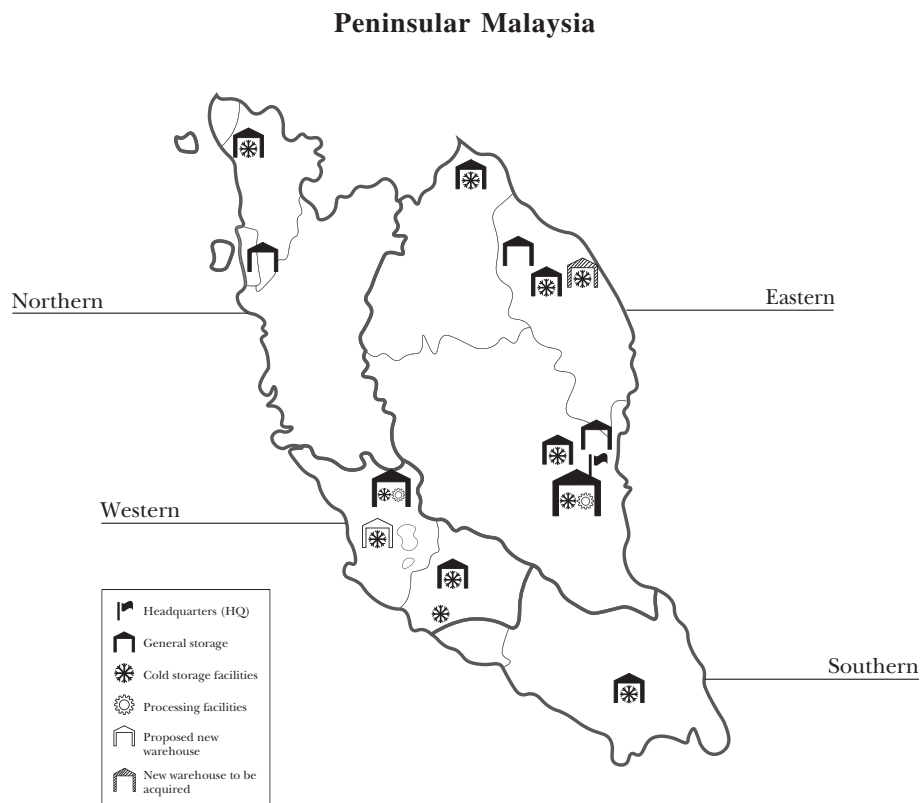 Peninsular Malaysia
Northern
Eastern
Western
Southern
Headquarters (HQ)
General storage
Cold storage facilities
Processing facilities
Proposed new
warehouse
New warehouse to be
acquired